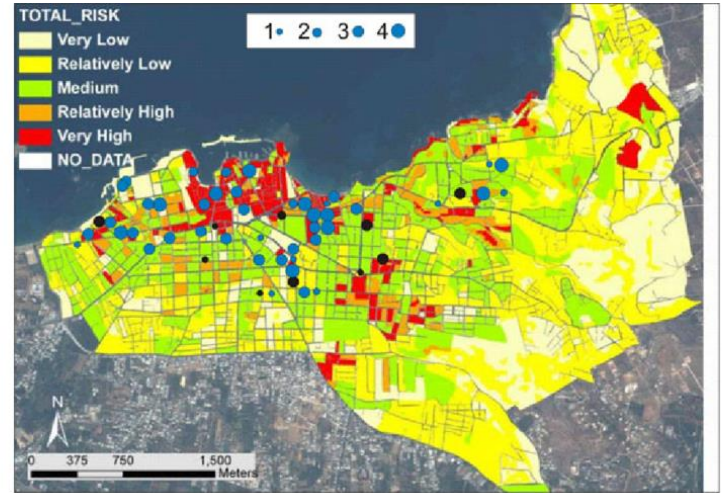 TOTAL_RISK
Very Low
Relatively Low
Medium
Relatively High
Very High
NO_DATA
1 2 3 4
N
0 375 750 1,500
Meters